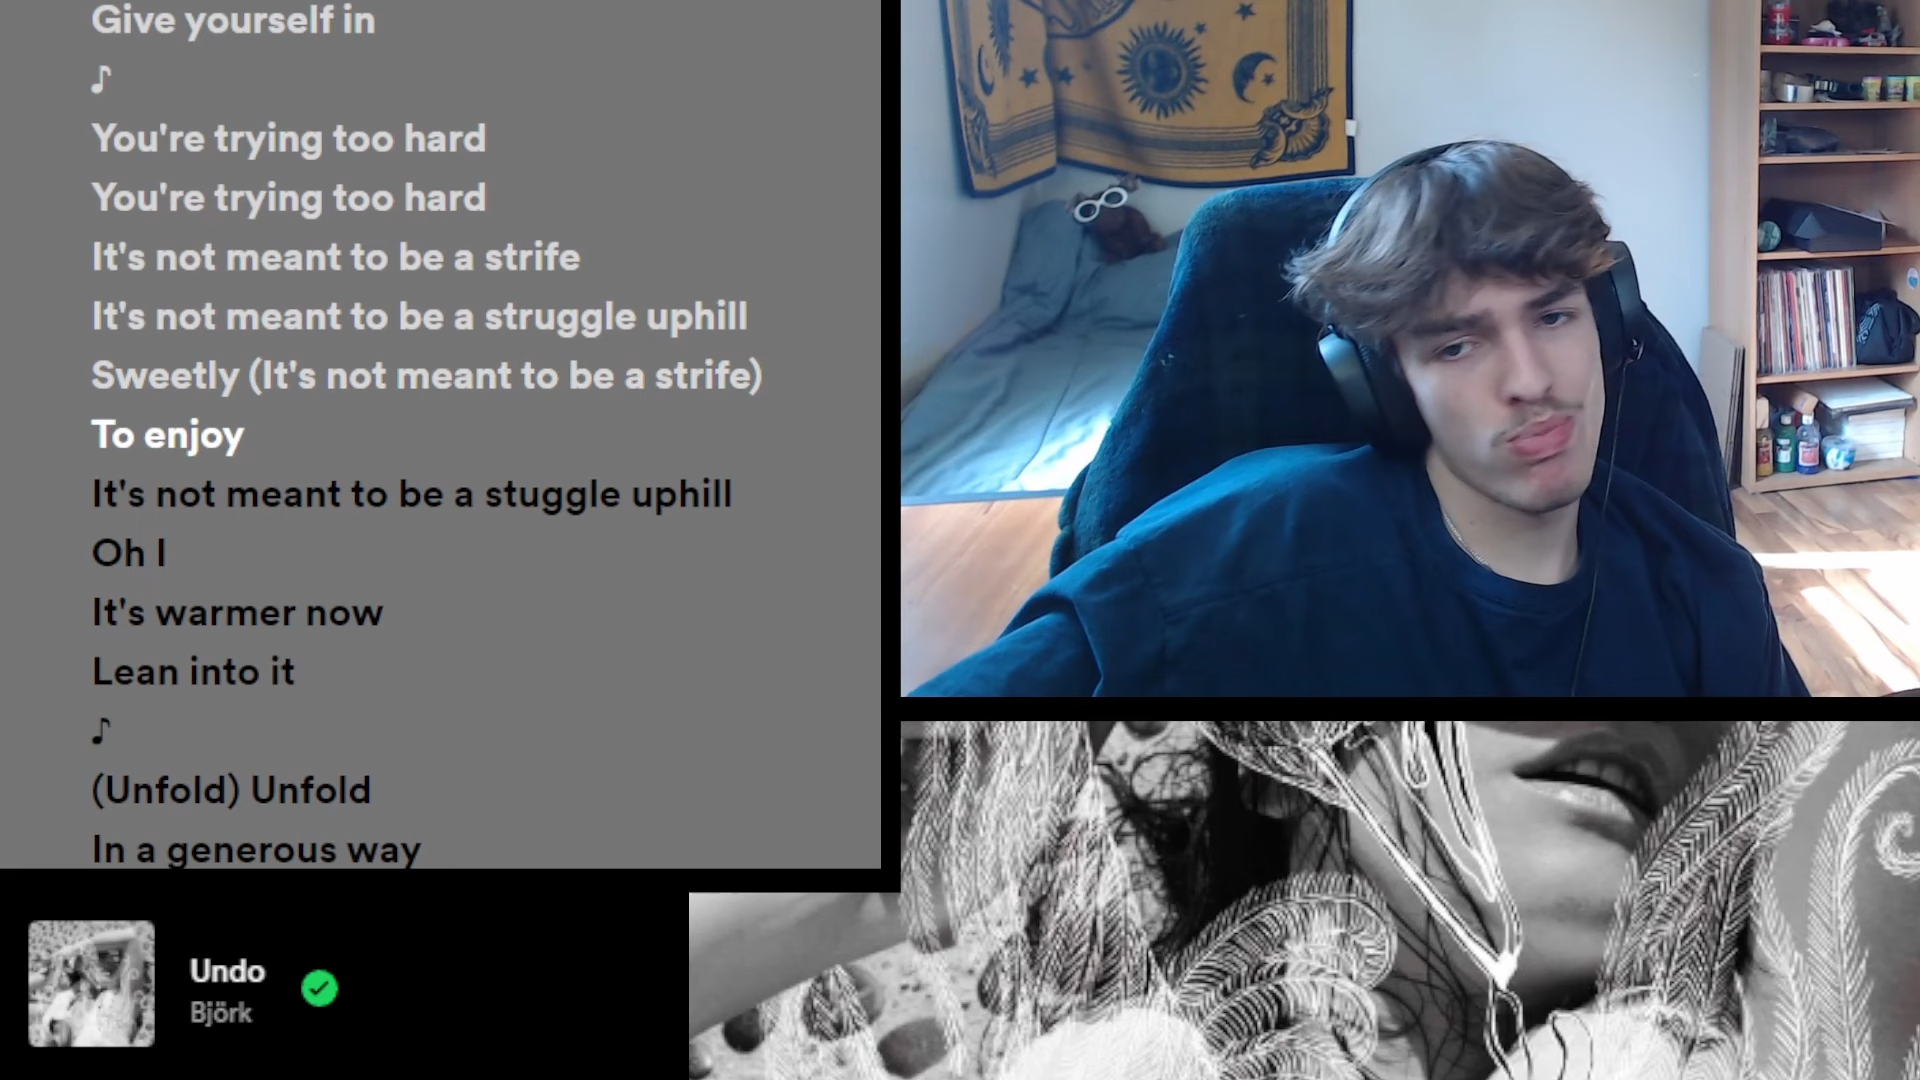 Give yourself in
♪
You're trying too hard
You're trying too hard
It's not meant to be a strife
It's not meant to be a struggle uphill
Sweetly (It's not meant to be a strife)
To enjoy
It's not meant to be a stuggle uphill
Oh I
It's warmer now
Lean into it
♪
(Unfold) Unfold
In a generous way
Undo
Björk